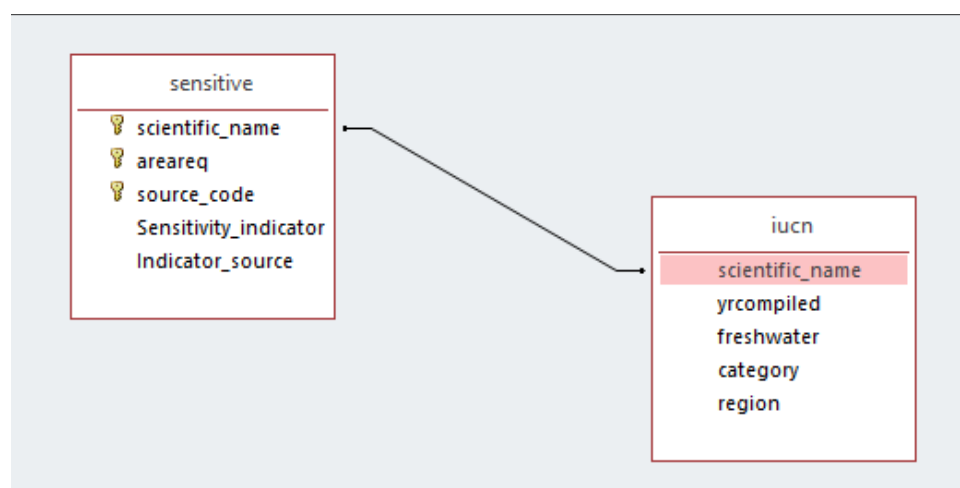 sensitive
scientific_name
areareq
source_code
Sensitivity_indicator
Indicator_source
iucn
scientific_name
yrcompiled
freshwater
category
region